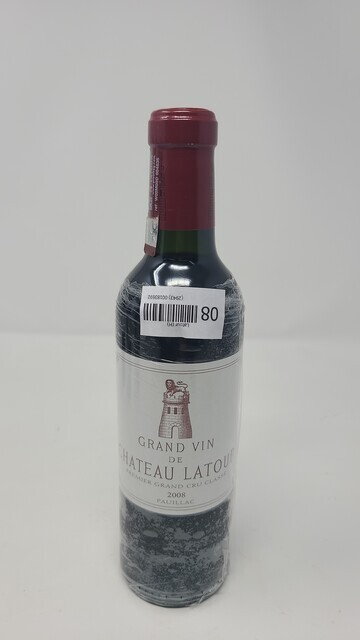 80
GRAND VIN
DE
CHATEAU LATOUR
PREMIER GRAND CRU CLASSÉ
2008
PAUILLAC